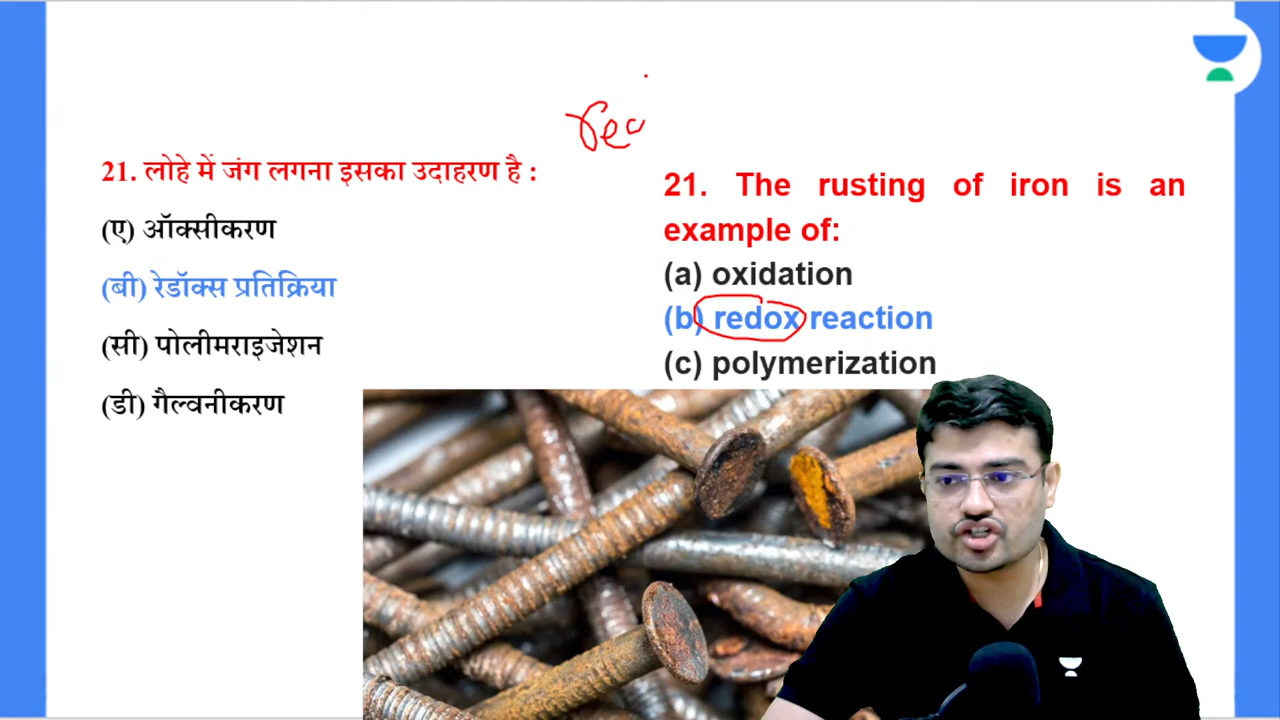 21. लोहे में जंग लगना इसका उदाहरण है :
(ए) ऑक्सीकरण
(बी) रेडॉक्स प्रतिक्रिया
(सी) पोलीमराइजेशन
(डी) गैल्वनीकरण
21. The rusting of iron is an
example of:
(a) oxidation
(b) redox reaction
(c) polymerization